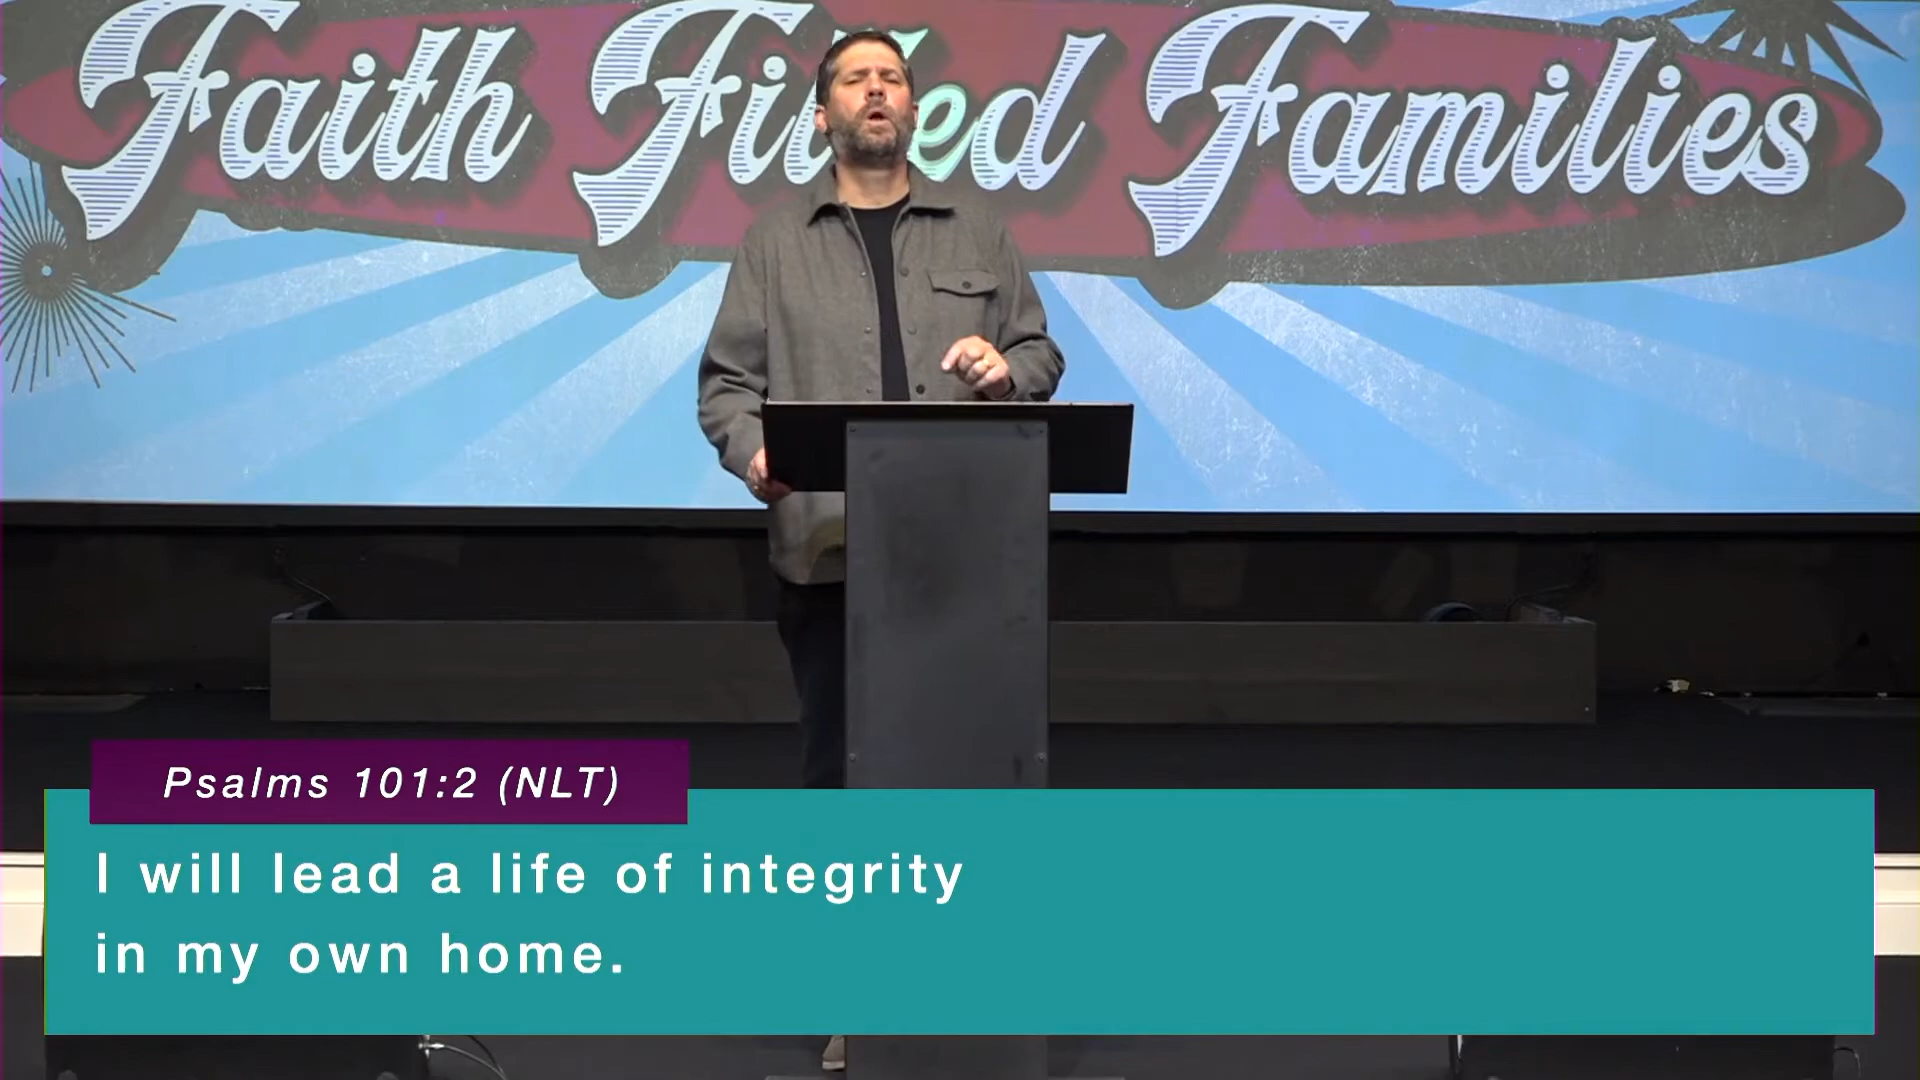 Faith Filled Families
Psalms 101:2 (NLT)
I will lead a life of integrity
in my own home.